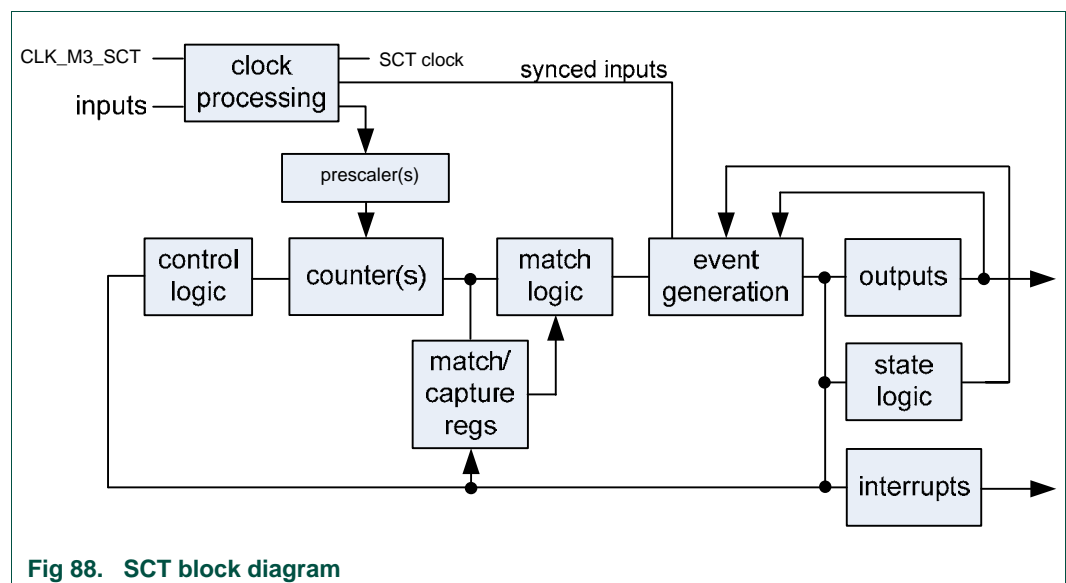 CLK_M3_SCT
inputs
clock
processing
SCT clock
synced inputs
prescaler(s)
control
logic
counter(s)
match
logic
event
generation
outputs
match/
capture
regs
state
logic
interrupts
Fig 88. SCT block diagram